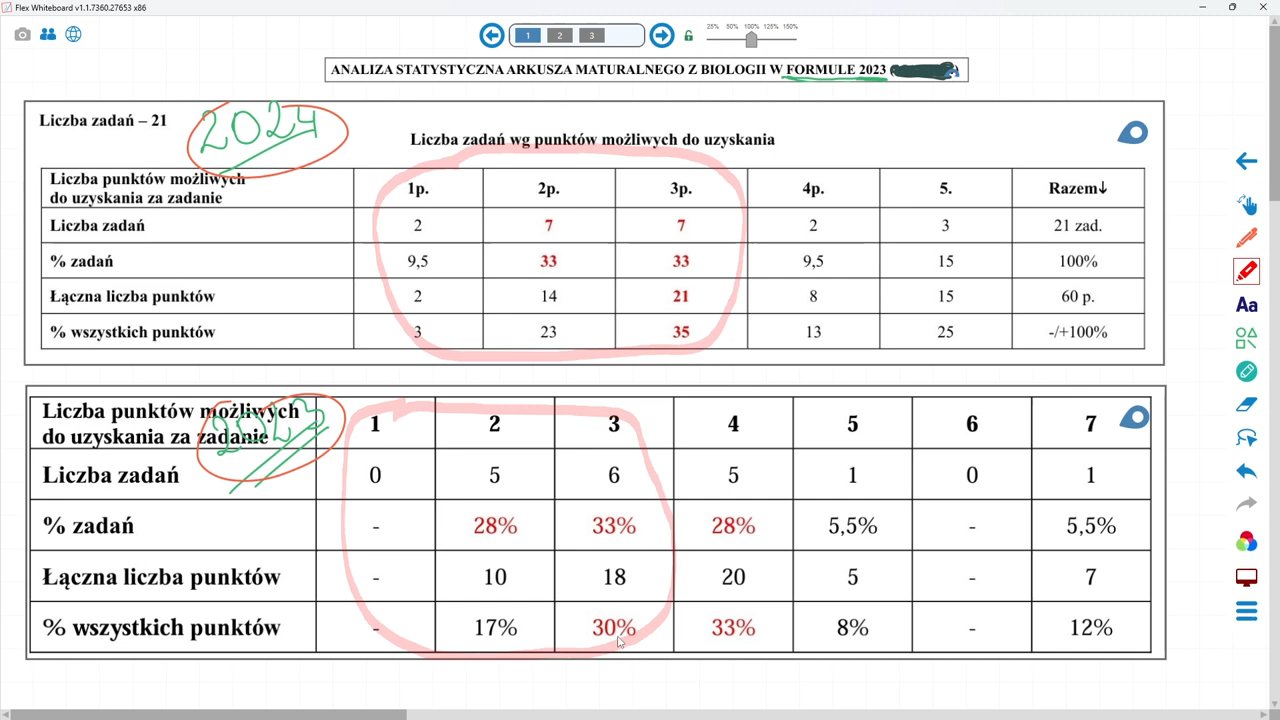 Flex Whiteboard v1.1.7360.27653 x86
1 2 3
25% 50% 100% 125% 150%
ANALIZA STATYSTYCZNA ARKUSZA MATURALNEGO Z BIOLOGII W FORMULE 2023
Liczba zadań – 21
2024
Liczba zadań wg punktów możliwych do uzyskania
Liczba punktów możliwych
do uzyskania za zadanie
1p. 2p. 3p. 4p. 5. Razem↓
Liczba zadań 2 7 7 2 3 21 zad.
% zadań 9,5 33 33 9,5 15 100%
Łączna liczba punktów 2 14 21 8 15 60 p.
% wszystkich punktów 3 23 35 13 25 -/+100%
Liczba punktów możliwych
do uzyskania za zadanie
2023
1 2 3 4 5 6 7
Liczba zadań 0 5 6 5 1 0 1
% zadań - 28% 33% 28% 5,5% - 5,5%
Łączna liczba punktów - 10 18 20 5 - 7
% wszystkich punktów - 17% 30% 33% 8% - 12%
Aa